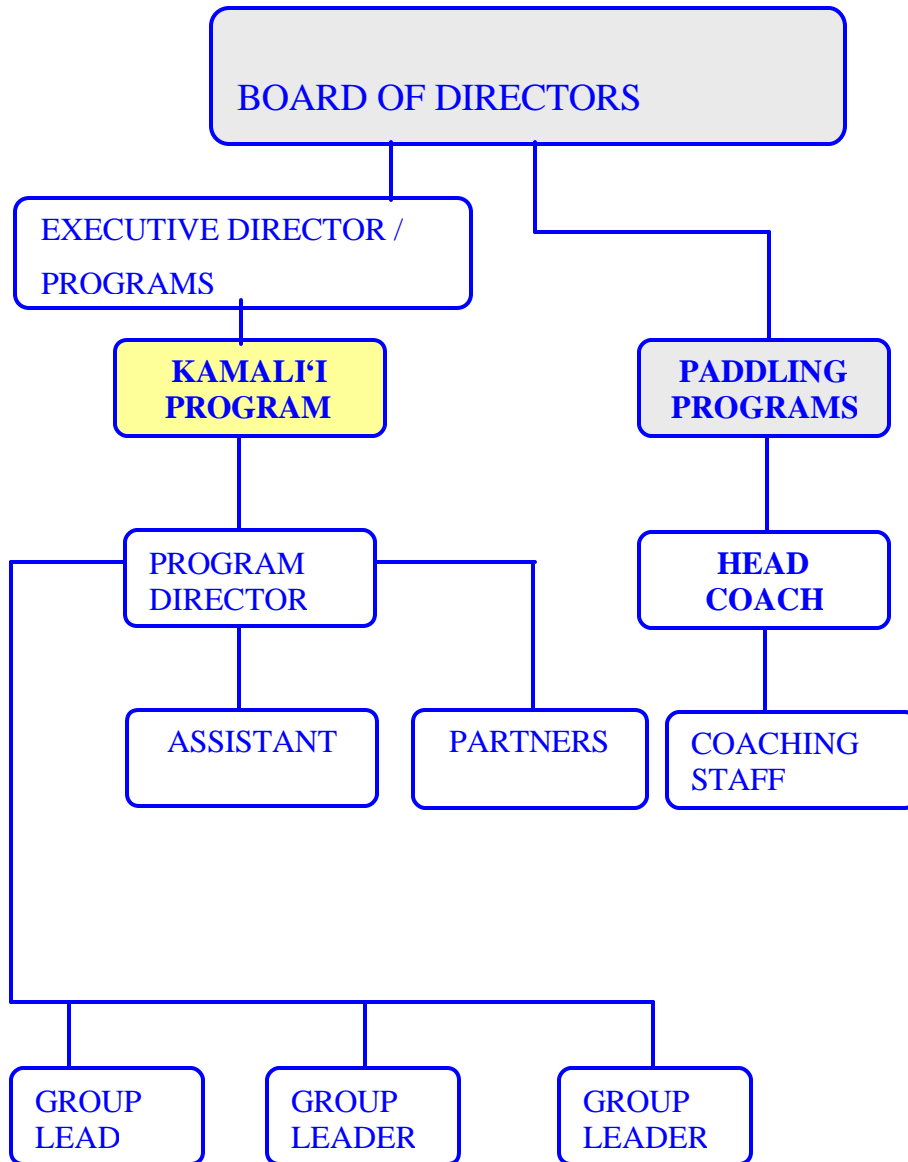 BOARD OF DIRECTORS
EXECUTIVE DIRECTOR /
PROGRAMS
KAMALI‘I
PROGRAM
PADDLING
PROGRAMS
PROGRAM
DIRECTOR
HEAD
COACH
ASSISTANT
PARTNERS
COACHING
STAFF
GROUP
LEAD
GROUP
LEADER
GROUP
LEADER